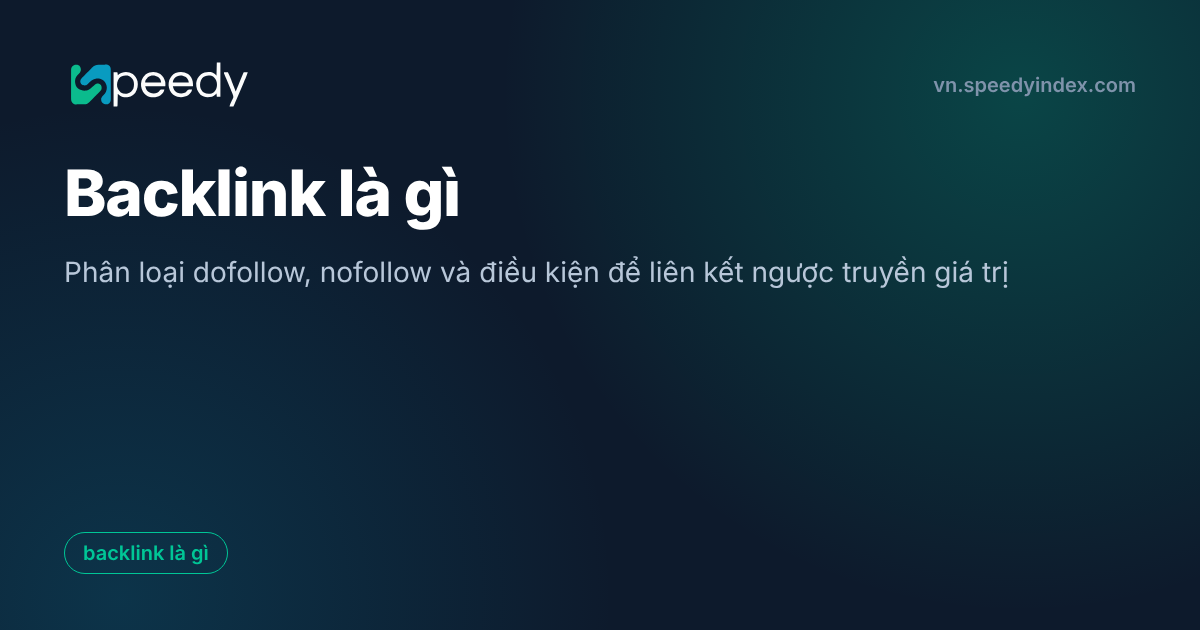 Speedy
vn.speedyindex.com
Backlink là gì
Phân loại dofollow, nofollow và điều kiện để liên kết ngược truyền giá trị
backlink là gì